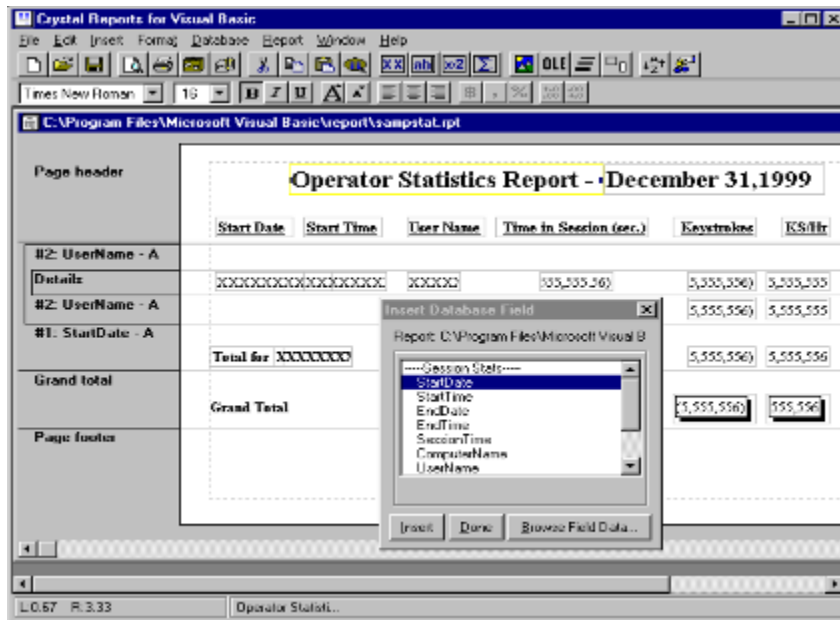 Crystal Reports for Visual Basic
File Edit Insert Format Database Report Window Help
OLE
Times New Roman 16 B I U A A
C:\Program Files\Microsoft Visual Basic\report\sampstat.rpt
Page header
Operator Statistics Report - December 31,1999
Start Date Start Time User Name Time in Session (sec.) Keystrokes KS/Hr
#2: UserName - A
Details XXXXXXXXXXXXXXXX XXXXX 555,555.56) 5,555,556) 5,555,555
#2: UserName - A 5,555,556) 5,555,555
#1: StartDate - A
Total for XXXXXXXX 5,555,556) 5,555,556
Grand total
Grand Total (5,555,556) 555,556
Page footer
Insert Database Field
Report: C:\Program Files\Microsoft Visual B
----Session Stats----
StartDate
StartTime
EndDate
EndTime
SessionTime
ComputerName
UserName
Insert Done Browse Field Data...
L:0.67 R:3.33 Operator Statisti...